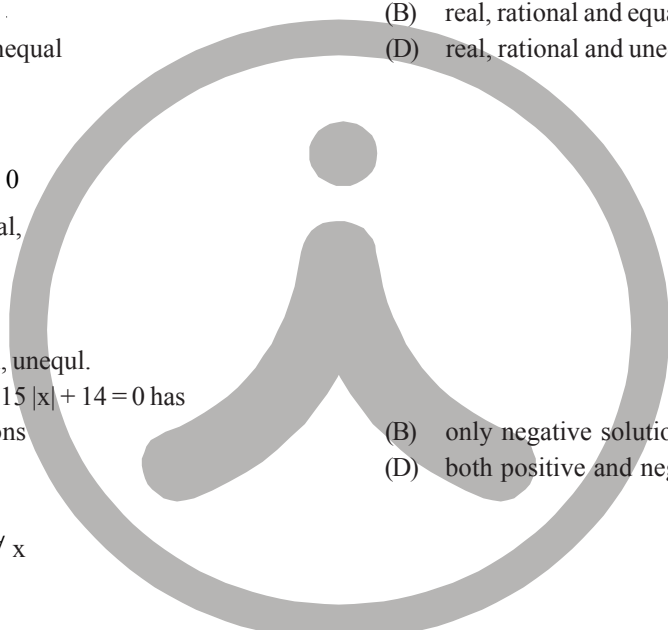 (B) real, rational and equa
nequal (D) real, rational and une
0
al,
, unequl.
15 |x| + 14 = 0 has
ons (B) only negative solutio
(D) both positive and neg
x